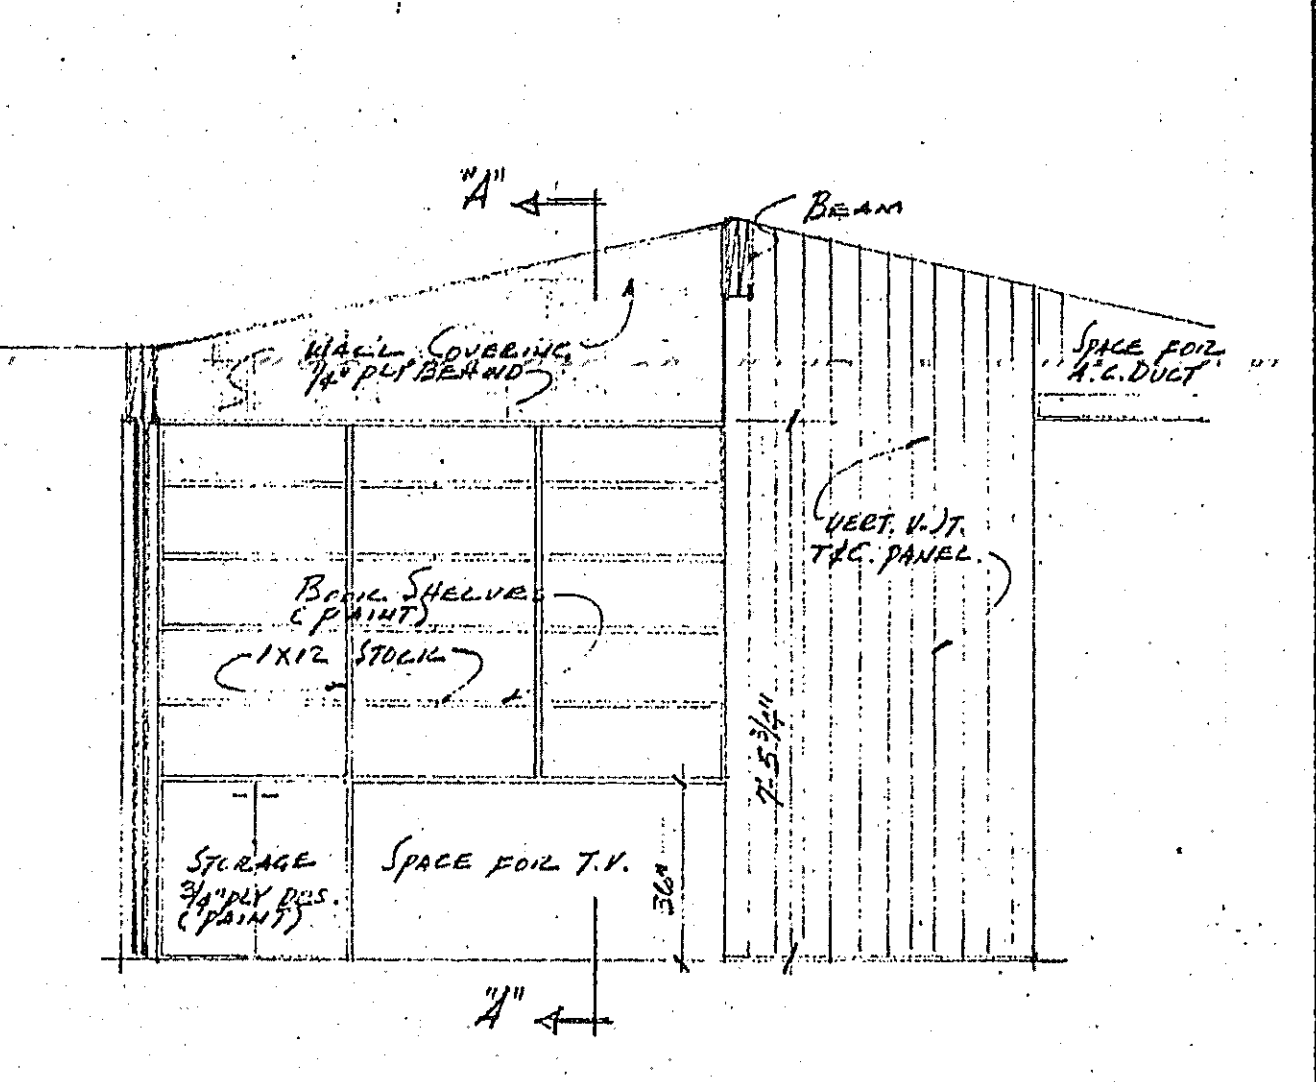 "A"
BEAM
WALL COVERING
1/4" PLY BEHIND
SPACE FOR
A.C. DUCT
VERT. V-JT.
T&G. PANEL.
BOOK SHELVES
(PAINT)
1X12 STOCK
7'-5 3/4"
STORAGE
3/4" PLY DRS.
(PAINT)
SPACE FOR T.V.
36"
"A"